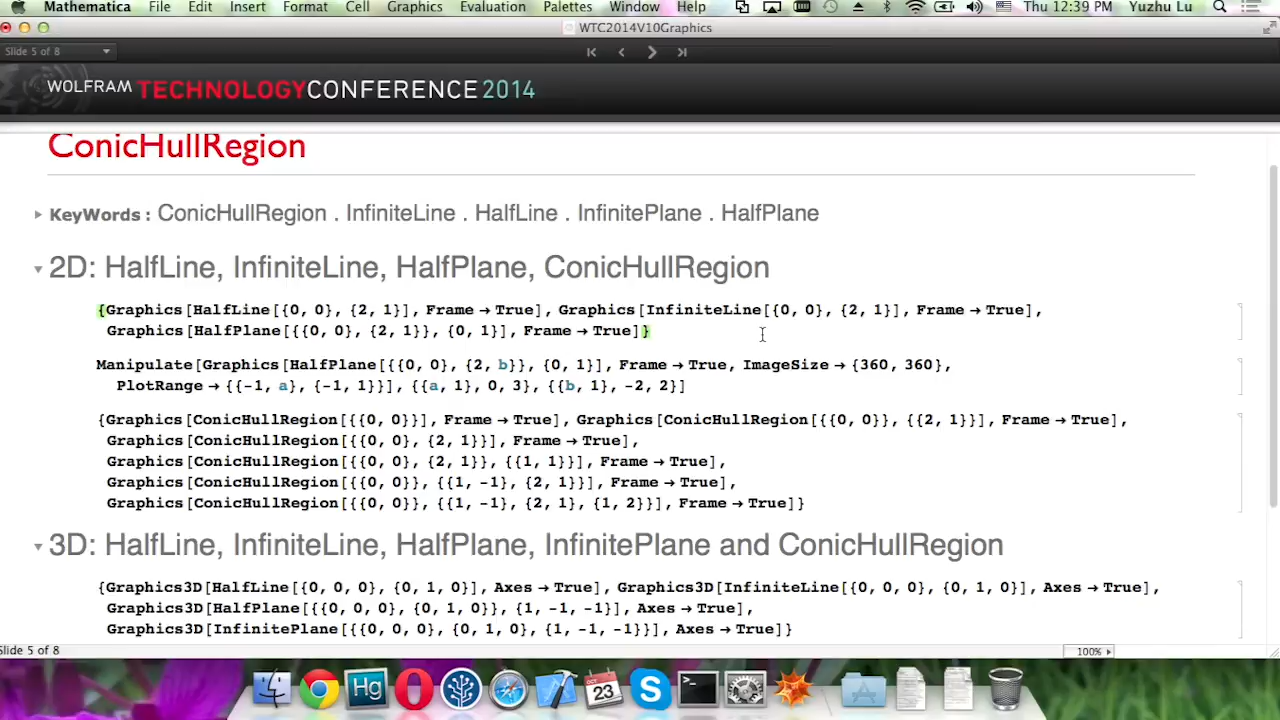 Mathematica File Edit Insert Format Cell Graphics Evaluation Palettes Window Help Thu 12:39 PM Yuzhu Lu
WTC2014V10Graphics
Slide 5 of 8
WOLFRAM TECHNOLOGYCONFERENCE 2014
ConicHullRegion
KeyWords : ConicHullRegion . InfiniteLine . HalfLine . InfinitePlane . HalfPlane
2D: HalfLine, InfiniteLine, HalfPlane, ConicHullRegion
{Graphics[HalfLine[{0, 0}, {2, 1}], Frame → True], Graphics[InfiniteLine[{0, 0}, {2, 1}], Frame → True],
Graphics[HalfPlane[{{0, 0}, {2, 1}}, {0, 1}], Frame → True]}
Manipulate[Graphics[HalfPlane[{{0, 0}, {2, b}}, {0, 1}], Frame → True, ImageSize → {360, 360},
PlotRange → {{-1, a}, {-1, 1}}], {{a, 1}, 0, 3}, {{b, 1}, -2, 2}]
{Graphics[ConicHullRegion[{{0, 0}}], Frame → True], Graphics[ConicHullRegion[{{0, 0}}, {{2, 1}}], Frame → True],
Graphics[ConicHullRegion[{{0, 0}, {2, 1}}], Frame → True],
Graphics[ConicHullRegion[{{0, 0}, {2, 1}}, {{1, 1}}], Frame → True],
Graphics[ConicHullRegion[{{0, 0}}, {{1, -1}, {2, 1}}], Frame → True],
Graphics[ConicHullRegion[{{0, 0}}, {{1, -1}, {2, 1}, {1, 2}}], Frame → True]}
3D: HalfLine, InfiniteLine, HalfPlane, InfinitePlane and ConicHullRegion
{Graphics3D[HalfLine[{0, 0, 0}, {0, 1, 0}], Axes → True], Graphics3D[InfiniteLine[{0, 0, 0}, {0, 1, 0}], Axes → True],
Graphics3D[HalfPlane[{{0, 0, 0}, {0, 1, 0}}, {1, -1, -1}], Axes → True],
Graphics3D[InfinitePlane[{{0, 0, 0}, {0, 1, 0}, {1, -1, -1}}], Axes → True]}
Slide 5 of 8
100%
Hg
OCT
23